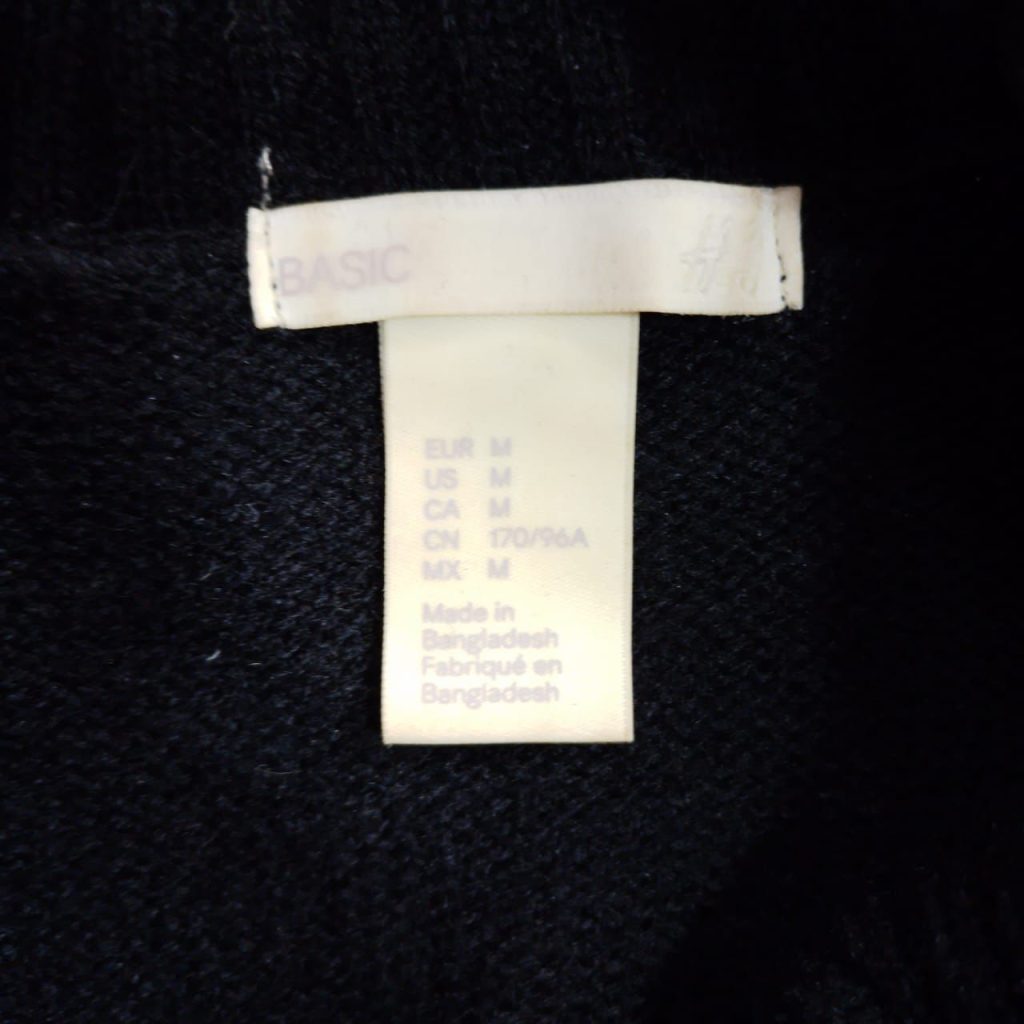 BASIC
EUR M
US M
CA M
CN 170/96A
MX M
Made in
Bangladesh
Fabriqué en
Bangladesh